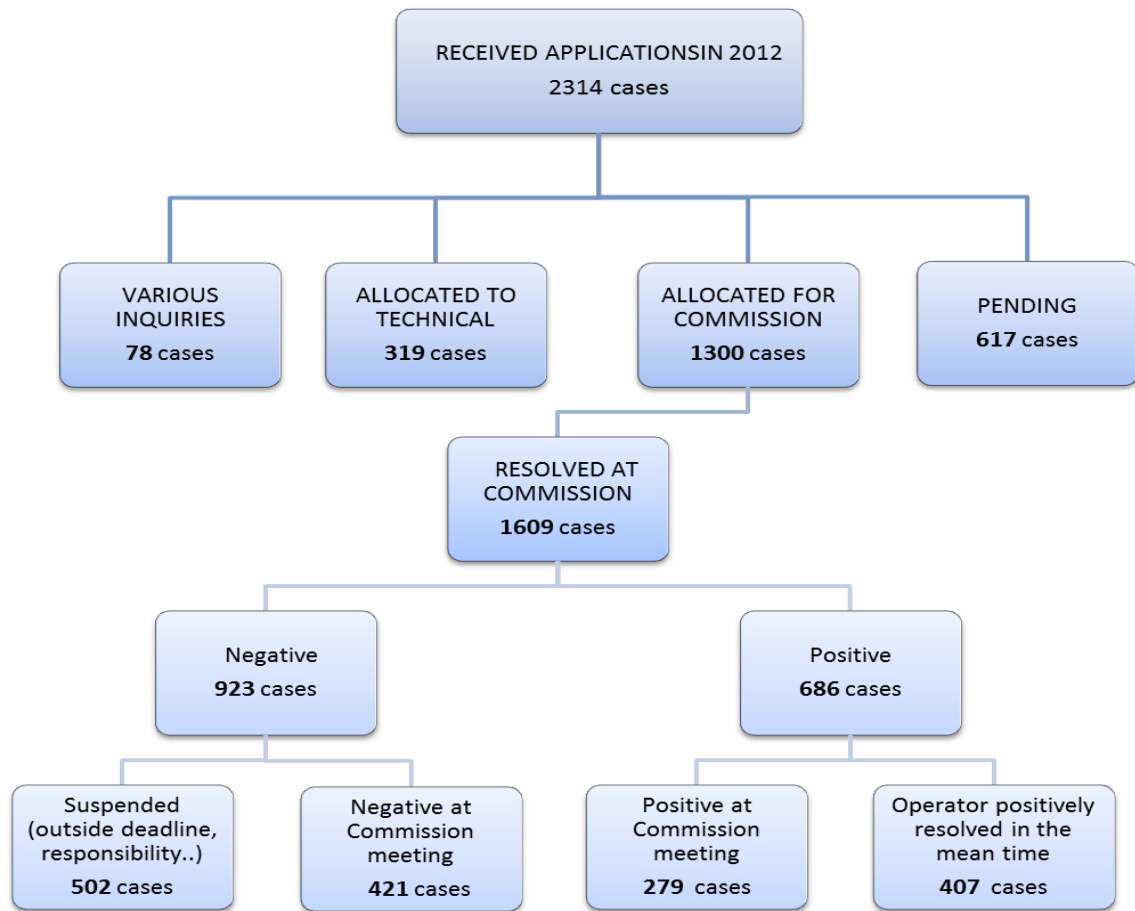 RECEIVED APPLICATIONSIN 2012
2314 cases
VARIOUS
INQUIRIES
78 cases
ALLOCATED TO
TECHNICAL
319 cases
ALLOCATED FOR
COMMISSION
1300 cases
PENDING
617 cases
RESOLVED AT
COMMISSION
1609 cases
Negative
923 cases
Positive
686 cases
Suspended
(outside deadline,
responsibility..)
502 cases
Negative at
Commission
meeting
421 cases
Positive at
Commission
meeting
279 cases
Operator positively
resolved in the
mean time
407 cases